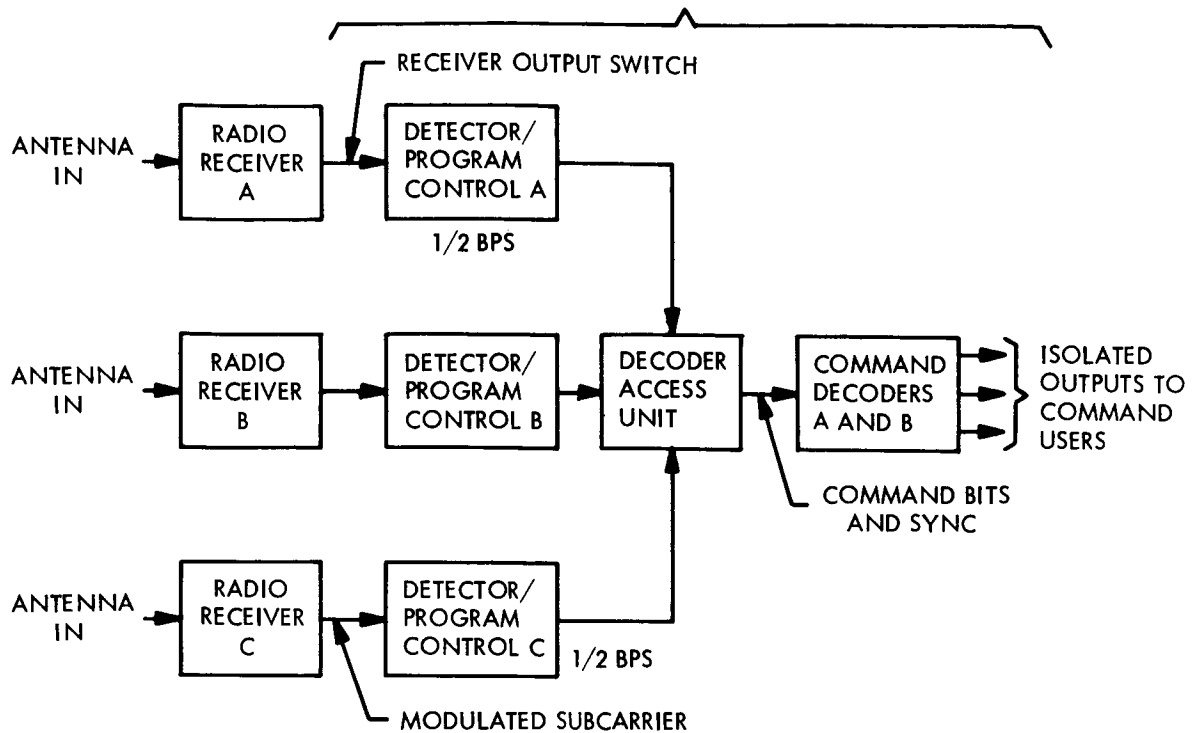 RECEIVER OUTPUT SWITCH
ANTENNA
IN
RADIO
RECEIVER
A
DETECTOR/
PROGRAM
CONTROL A
1/2 BPS
ANTENNA
IN
RADIO
RECEIVER
B
DETECTOR/
PROGRAM
CONTROL B
DECODER
ACCESS
UNIT
COMMAND
DECODERS
A AND B
ISOLATED
OUTPUTS TO
COMMAND
USERS
COMMAND BITS
AND SYNC
ANTENNA
IN
RADIO
RECEIVER
C
DETECTOR/
PROGRAM
CONTROL C
1/2 BPS
MODULATED SUBCARRIER